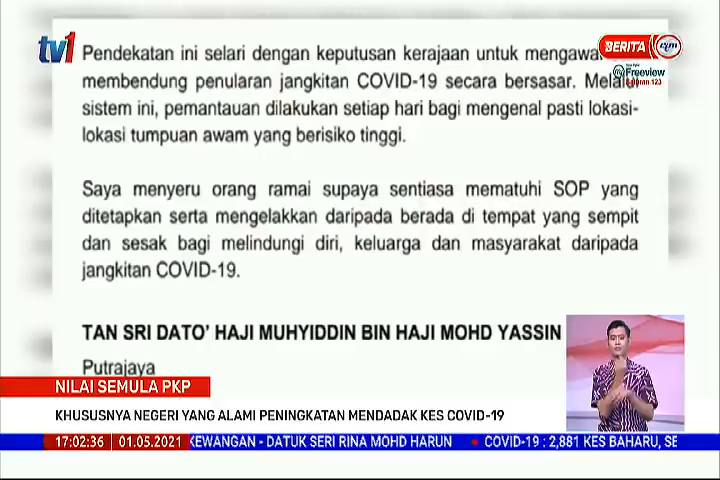 tv1
BERITA rtm
Pendekatan ini selari dengan keputusan kerajaan untuk
myFreeview
Saluran 123
membendung penularan jangkitan COVID-19 secara bersasar.
sistem ini, pemantauan dilakukan setiap hari bagi mengenal pasti lokasi-
lokasi tumpuan awam yang berisiko tinggi.
Saya menyeru orang ramai supaya sentiasa mematuhi SOP yang
ditetapkan serta mengelakkan daripada berada di tempat yang sempit
dan sesak bagi melindungi diri, keluarga dan masyarakat daripada
jangkitan COVID-19.
TAN SRI DATO’ HAJI MUHYIDDIN BIN HAJI MOHD YASSIN
Putrajaya
NILAI SEMULA PKP
KHUSUSNYA NEGERI YANG ALAMI PENINGKATAN MENDADAK KES COVID-19
17:02:36 01.05.2021 KEWANGAN - DATUK SERI RINA MOHD HARUN • COVID-19 : 2,881 KES BAHARU, SE